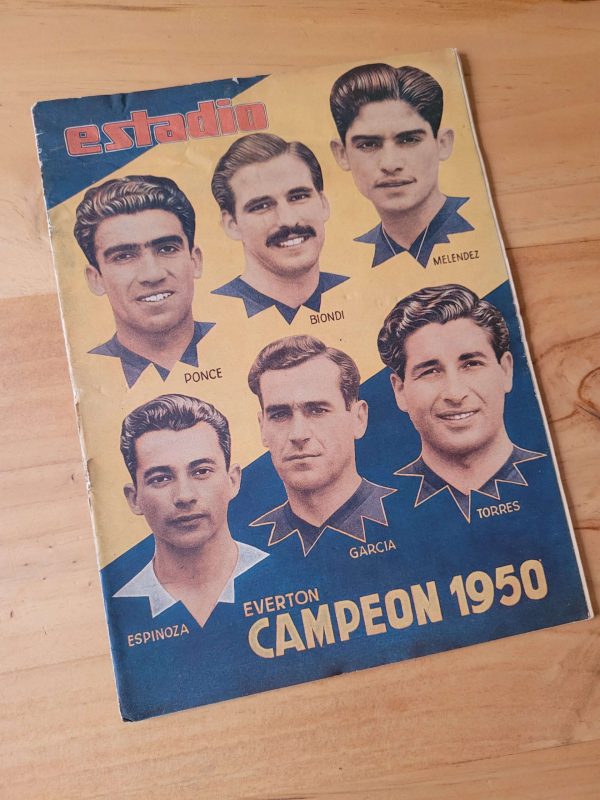 estadio
MELENDEZ
BIONDI
PONCE
TORRES
GARCIA
ESPINOZA
EVERTON
CAMPEON 1950